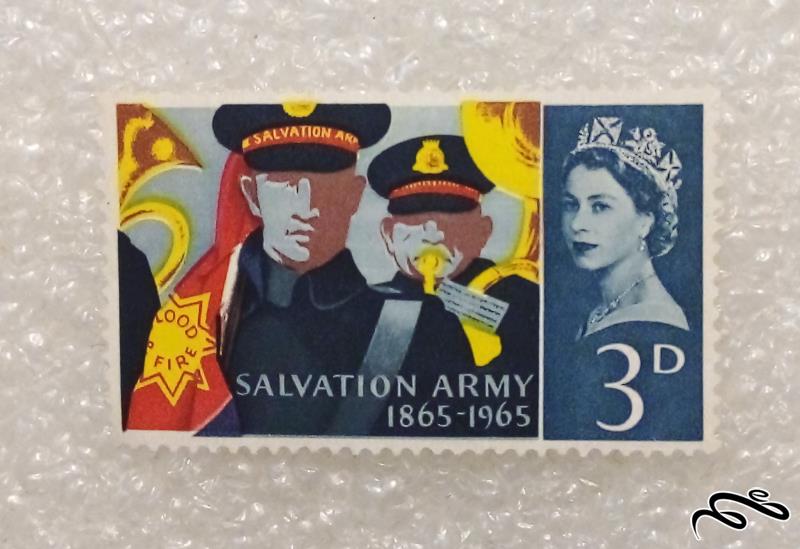 SALVATION AR
LOOD
FIRE
SALVATION ARMY
1865-1965
3D